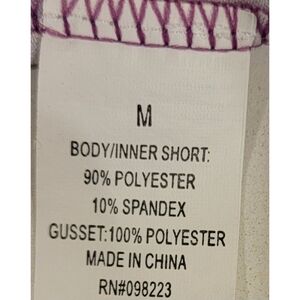 M
BODY/INNER SHORT:
90% POLYESTER
10% SPANDEX
GUSSET:100% POLYESTER
MADE IN CHINA
RN#098223